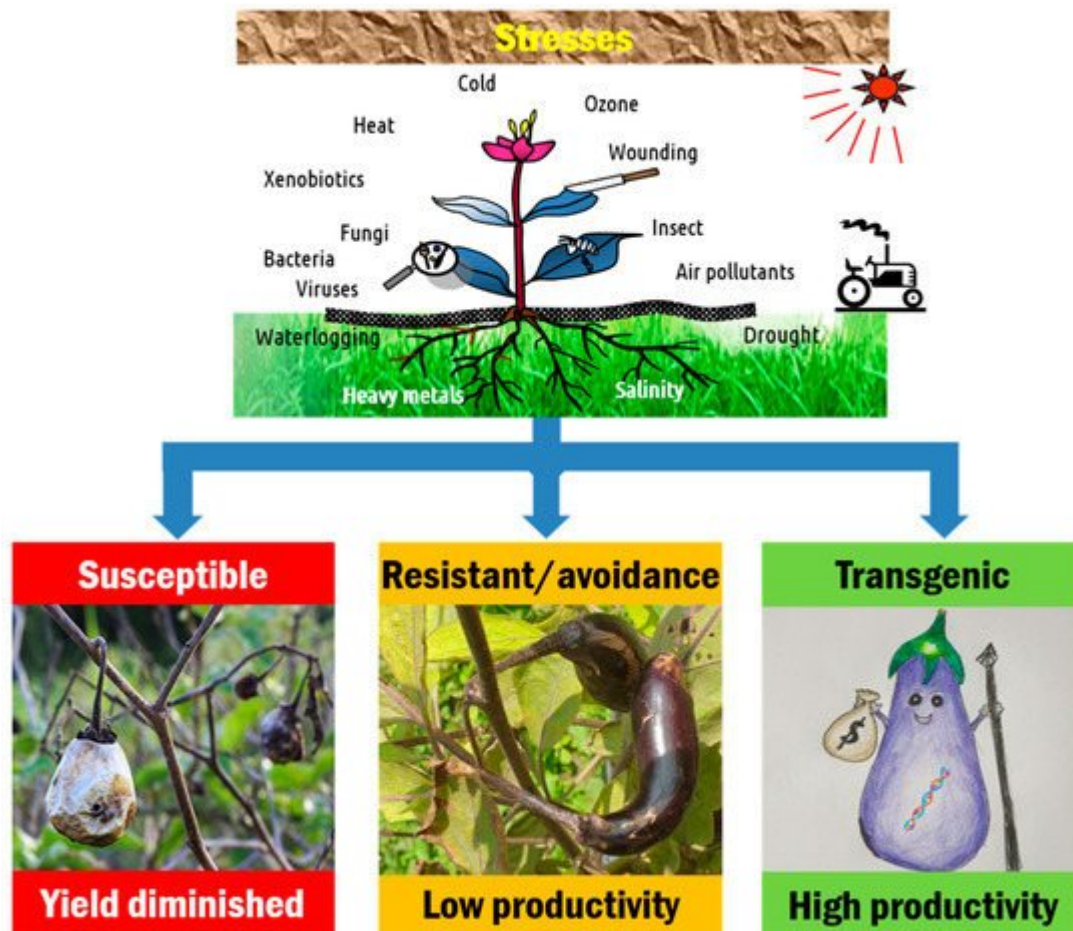 Stresses
Cold
Ozone
Heat
Wounding
Xenobiotics
Fungi
Insect
Bacteria
Air pollutants
Viruses
Waterlogging
Drought
Heavy metals
Salinity
Susceptible
Resistant/avoidance
Transgenic
$
Yield diminished
Low productivity
High productivity